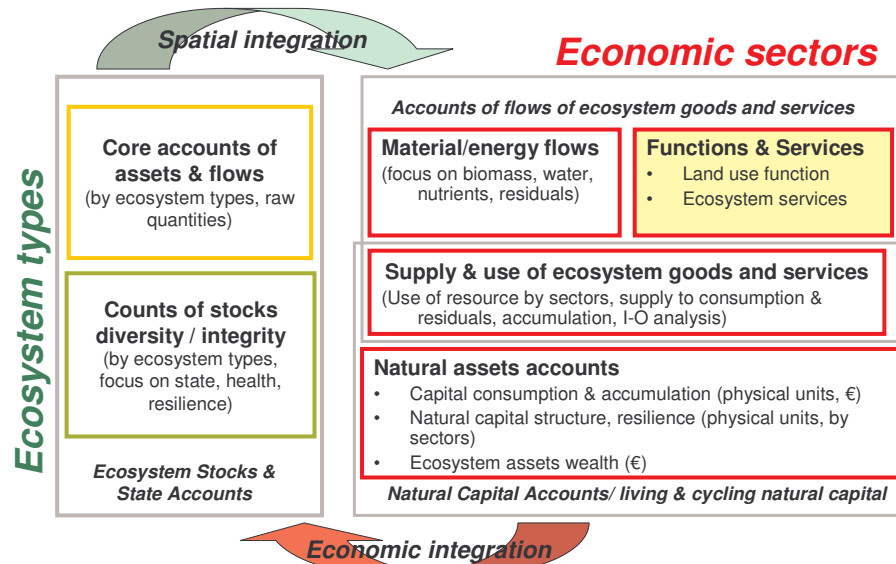 Spatial integration
Economic sectors
Ecosystem types
Core accounts of
assets & flows
(by ecosystem types, raw
quantities)
Counts of stocks
diversity / integrity
(by ecosystem types,
focus on state, health,
resilience)
Ecosystem Stocks &
State Accounts
Accounts of flows of ecosystem goods and services
Material/energy flows
(focus on biomass, water,
nutrients, residuals)
Functions & Services
• Land use function
• Ecosystem services
Supply & use of ecosystem goods and services
(Use of resource by sectors, supply to consumption &
residuals, accumulation, I-O analysis)
Natural assets accounts
• Capital consumption & accumulation (physical units, €)
• Natural capital structure, resilience (physical units, by
sectors)
• Ecosystem assets wealth (€)
Natural Capital Accounts/ living & cycling natural capital
Economic integration